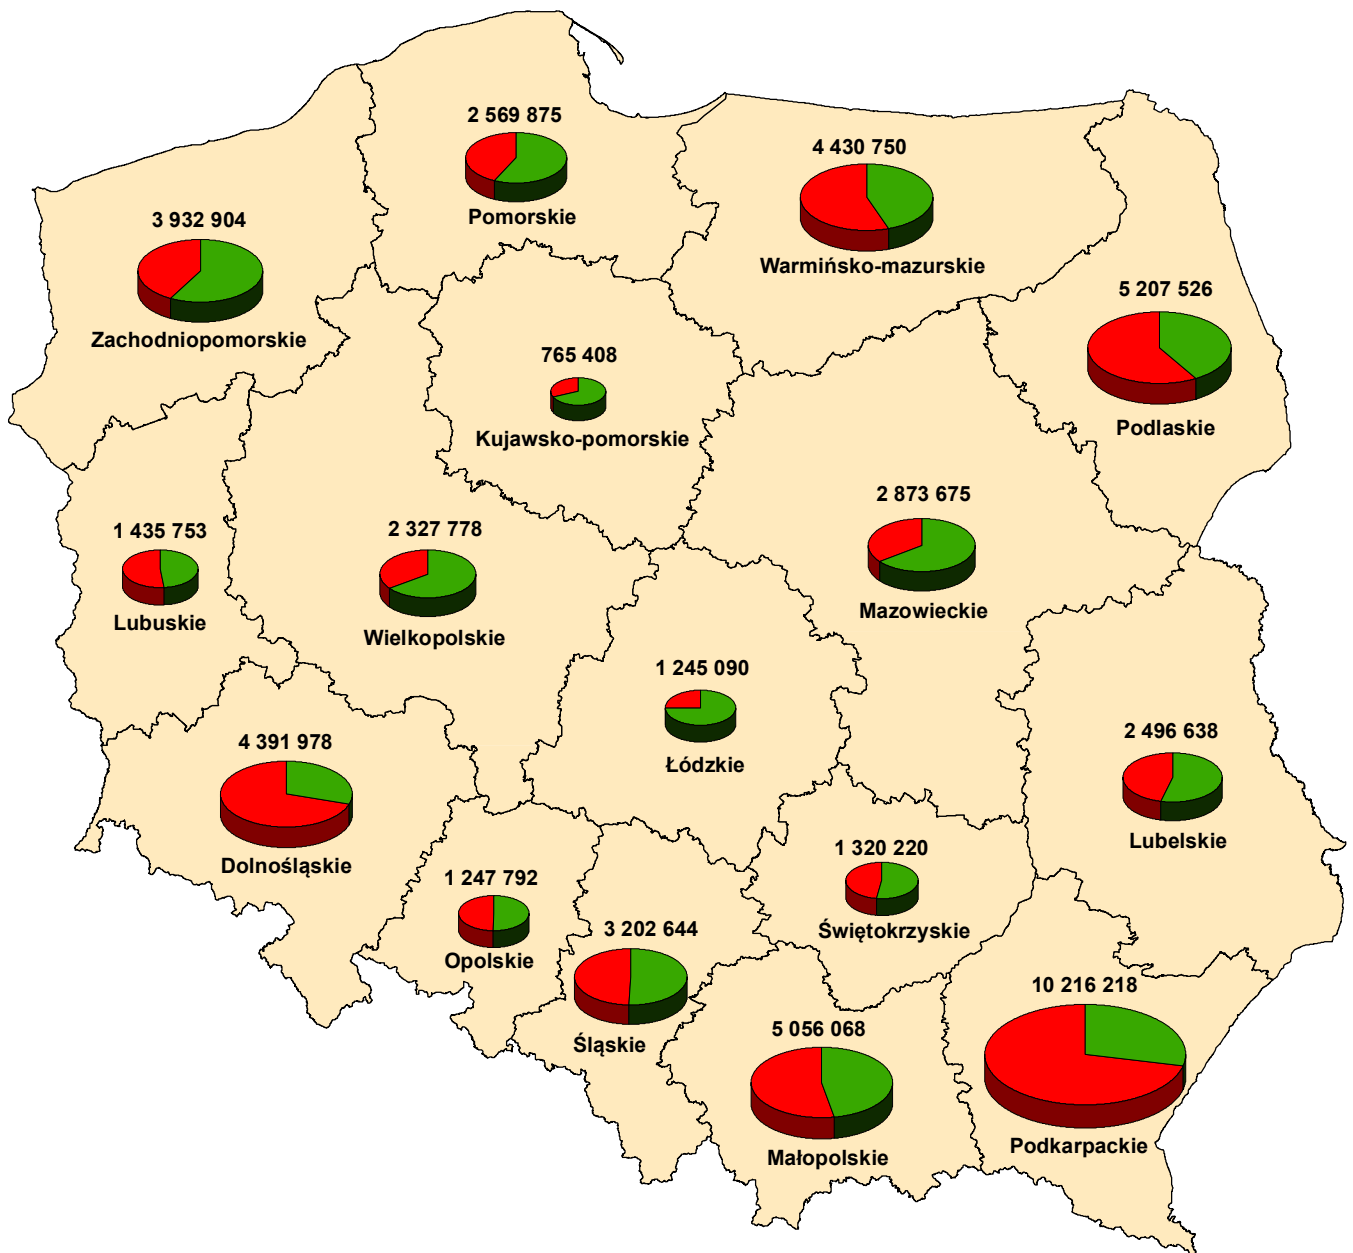 2 569 875
Pomorskie
4 430 750
Warmińsko-mazurskie
3 932 904
Zachodniopomorskie
5 207 526
Podlaskie
765 408
Kujawsko-pomorskie
2 873 675
Mazowieckie
1 435 753
Lubuskie
2 327 778
Wielkopolskie
1 245 090
Łódzkie
4 391 978
Dolnośląskie
2 496 638
Lubelskie
1 247 792
Opolskie
1 320 220
Świętokrzyskie
3 202 644
Śląskie
5 056 068
Małopolskie
10 216 218
Podkarpackie